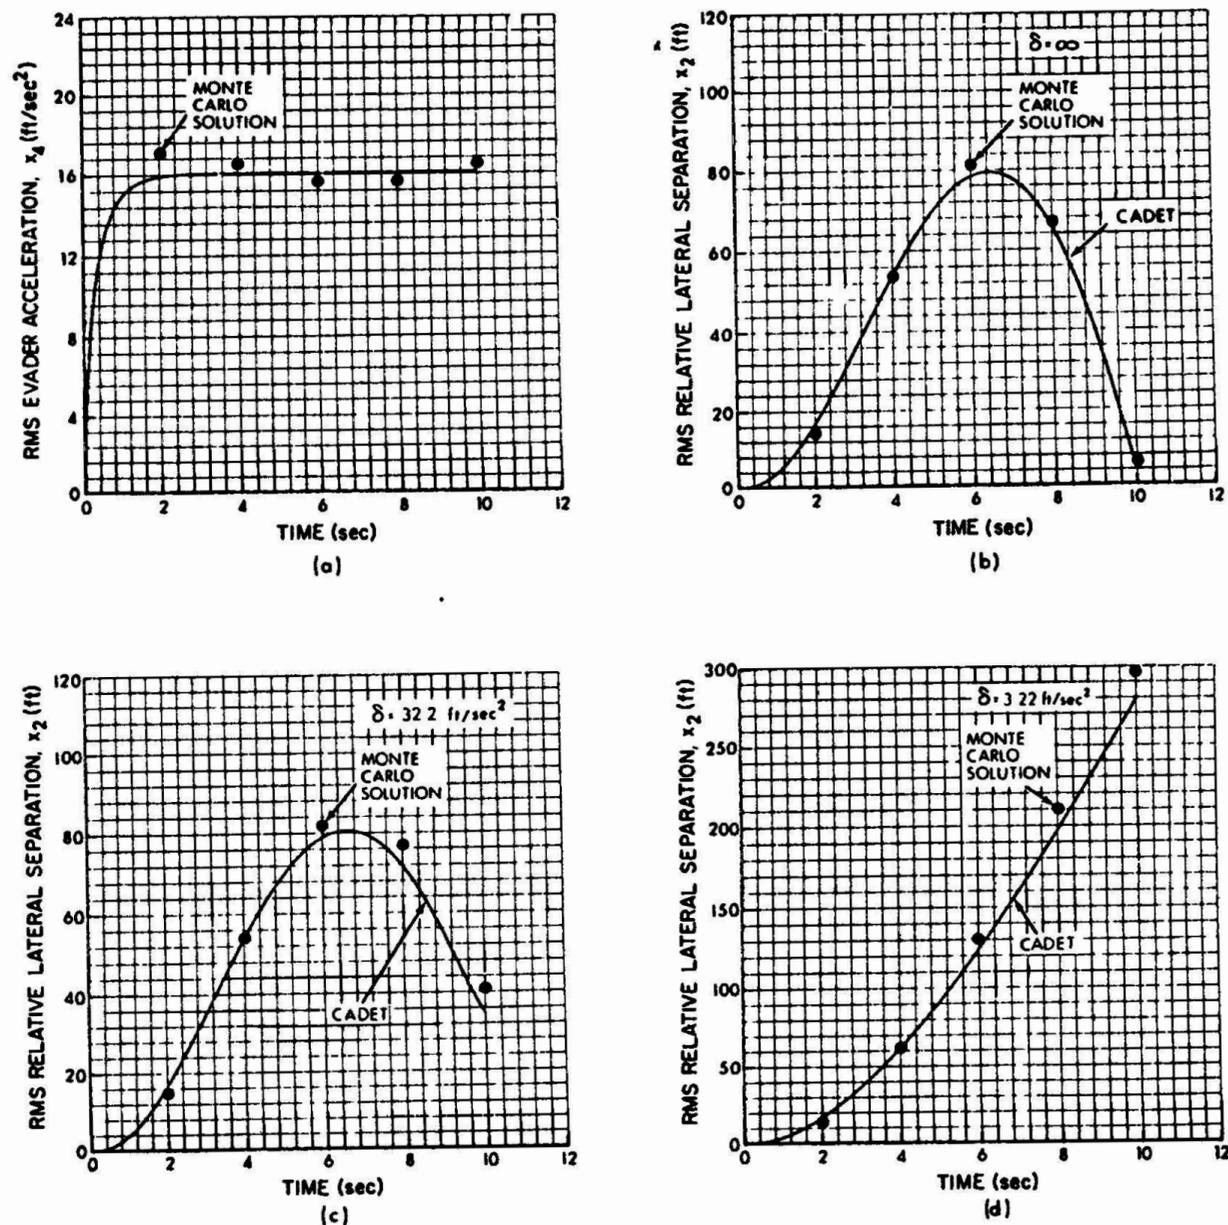 24
20
16
12
8
4
0
RMS EVADER ACCELERATION, x4 (ft/sec²)
MONTE
CARLO
SOLUTION
0 2 4 6 8 10 12
TIME (sec)
(a)
120
100
80
60
40
20
0
RMS RELATIVE LATERAL SEPARATION, x2 (ft)
δ = ∞
MONTE
CARLO
SOLUTION
CADET
0 2 4 6 8 10 12
TIME (sec)
(b)
120
100
80
60
40
20
0
RMS RELATIVE LATERAL SEPARATION, x2 (ft)
δ = 32 2 ft/sec²
MONTE
CARLO
SOLUTION
CADET
0 2 4 6 8 10 12
TIME (sec)
(c)
300
250
200
150
100
50
0
RMS RELATIVE LATERAL SEPARATION, x2 (ft)
δ = 3 22 ft/sec²
MONTE
CARLO
SOLUTION
CADET
0 2 4 6 8 10 12
TIME (sec)
(d)